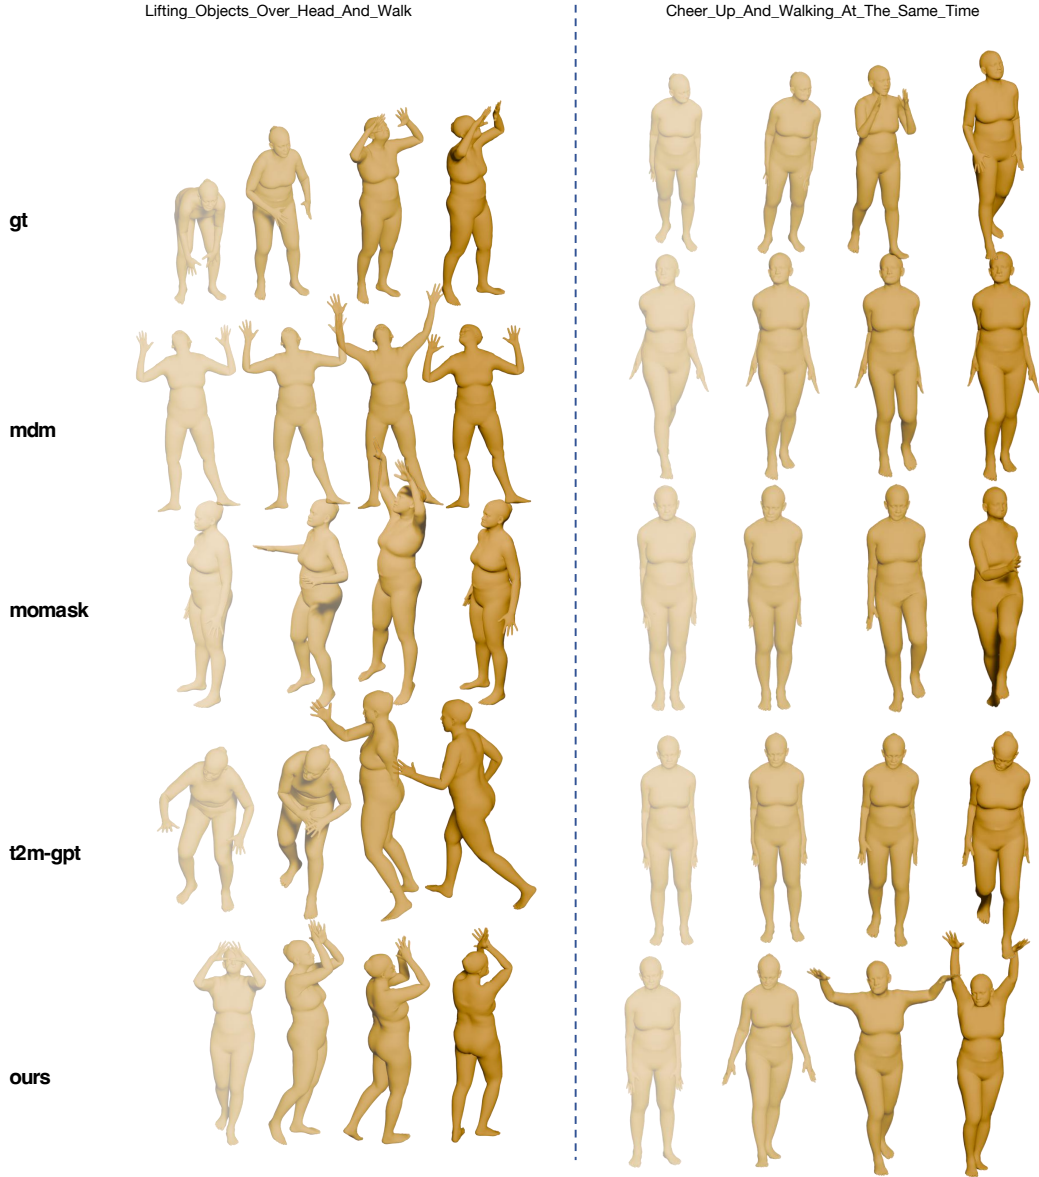 Lifting_Objects_Over_Head_And_Walk
Cheer_Up_And_Walking_At_The_Same_Time
gt
mdm
momask
t2m-gpt
ours